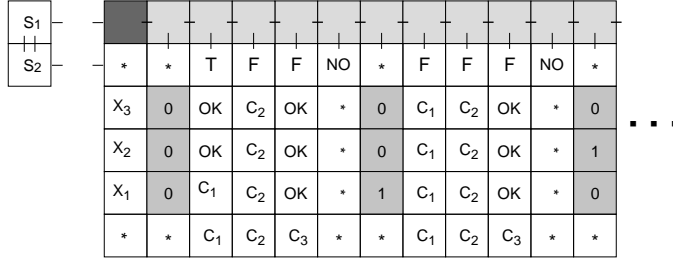 S₁
S₂ * * T F F NO * F F F NO *
X₃ 0 OK C₂ OK * 0 C₁ C₂ OK * 0
X₂ 0 OK C₂ OK * 0 C₁ C₂ OK * 1
X₁ 0 C₁ C₂ OK * 1 C₁ C₂ OK * 0
* * C₁ C₂ C₃ * * C₁ C₂ C₃ * *